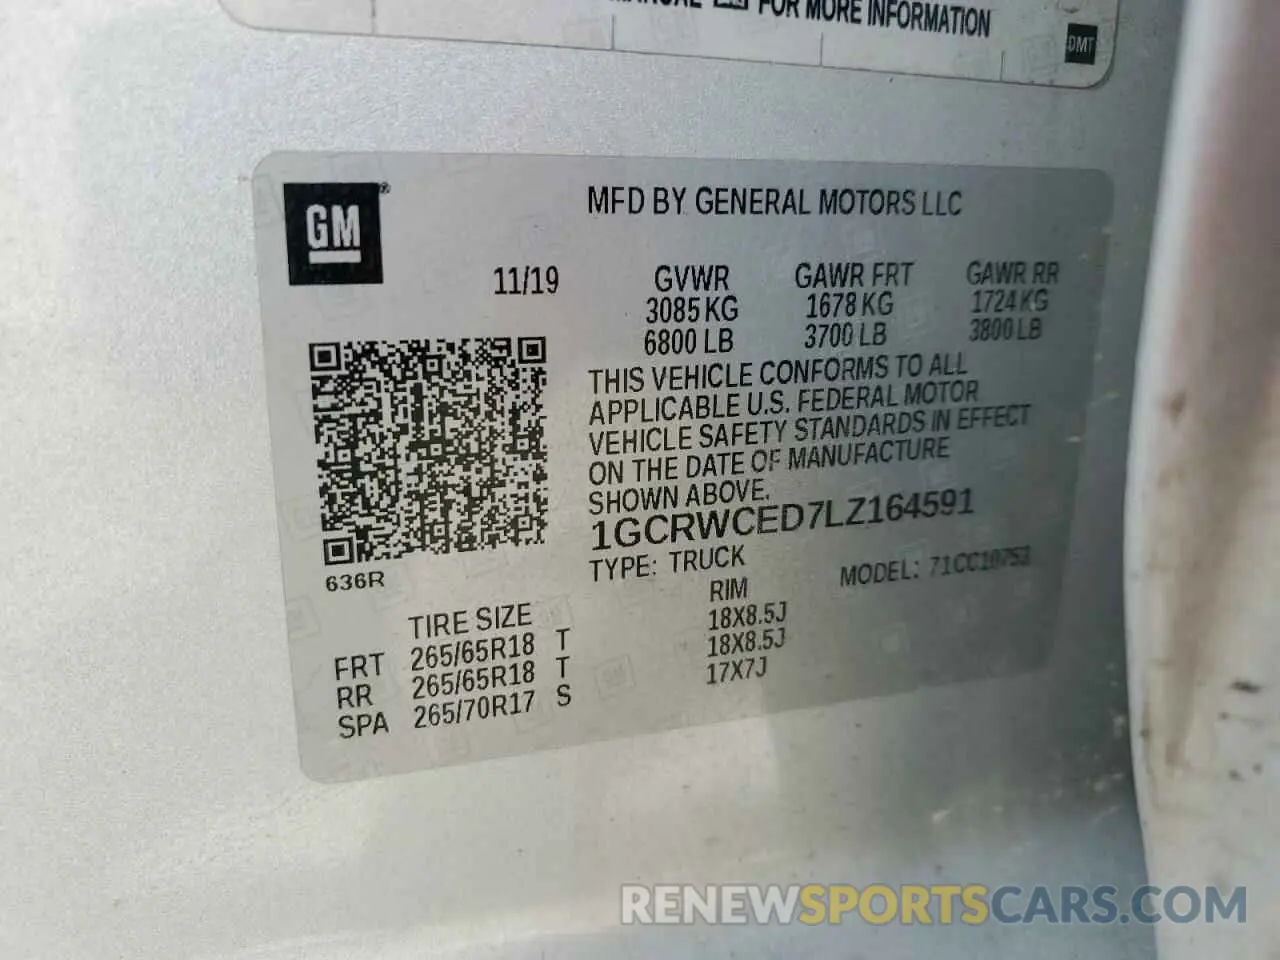 FOR MORE INFORMATION
DMT
GM®
MFD BY GENERAL MOTORS LLC
11/19
GVWR GAWR FRT GAWR RR
3085 KG 1678 KG 1724 KG
6800 LB 3700 LB 3800 LB
THIS VEHICLE CONFORMS TO ALL
APPLICABLE U.S. FEDERAL MOTOR
VEHICLE SAFETY STANDARDS IN EFFECT
ON THE DATE OF MANUFACTURE
SHOWN ABOVE.
1GCRWCED7LZ164591
TYPE: TRUCK MODEL: 71CC10753
636R
TIRE SIZE RIM
FRT 265/65R18 T 18X8.5J
RR 265/65R18 T 18X8.5J
SPA 265/70R17 S 17X7J
RENEWSPORTSCARS.COM